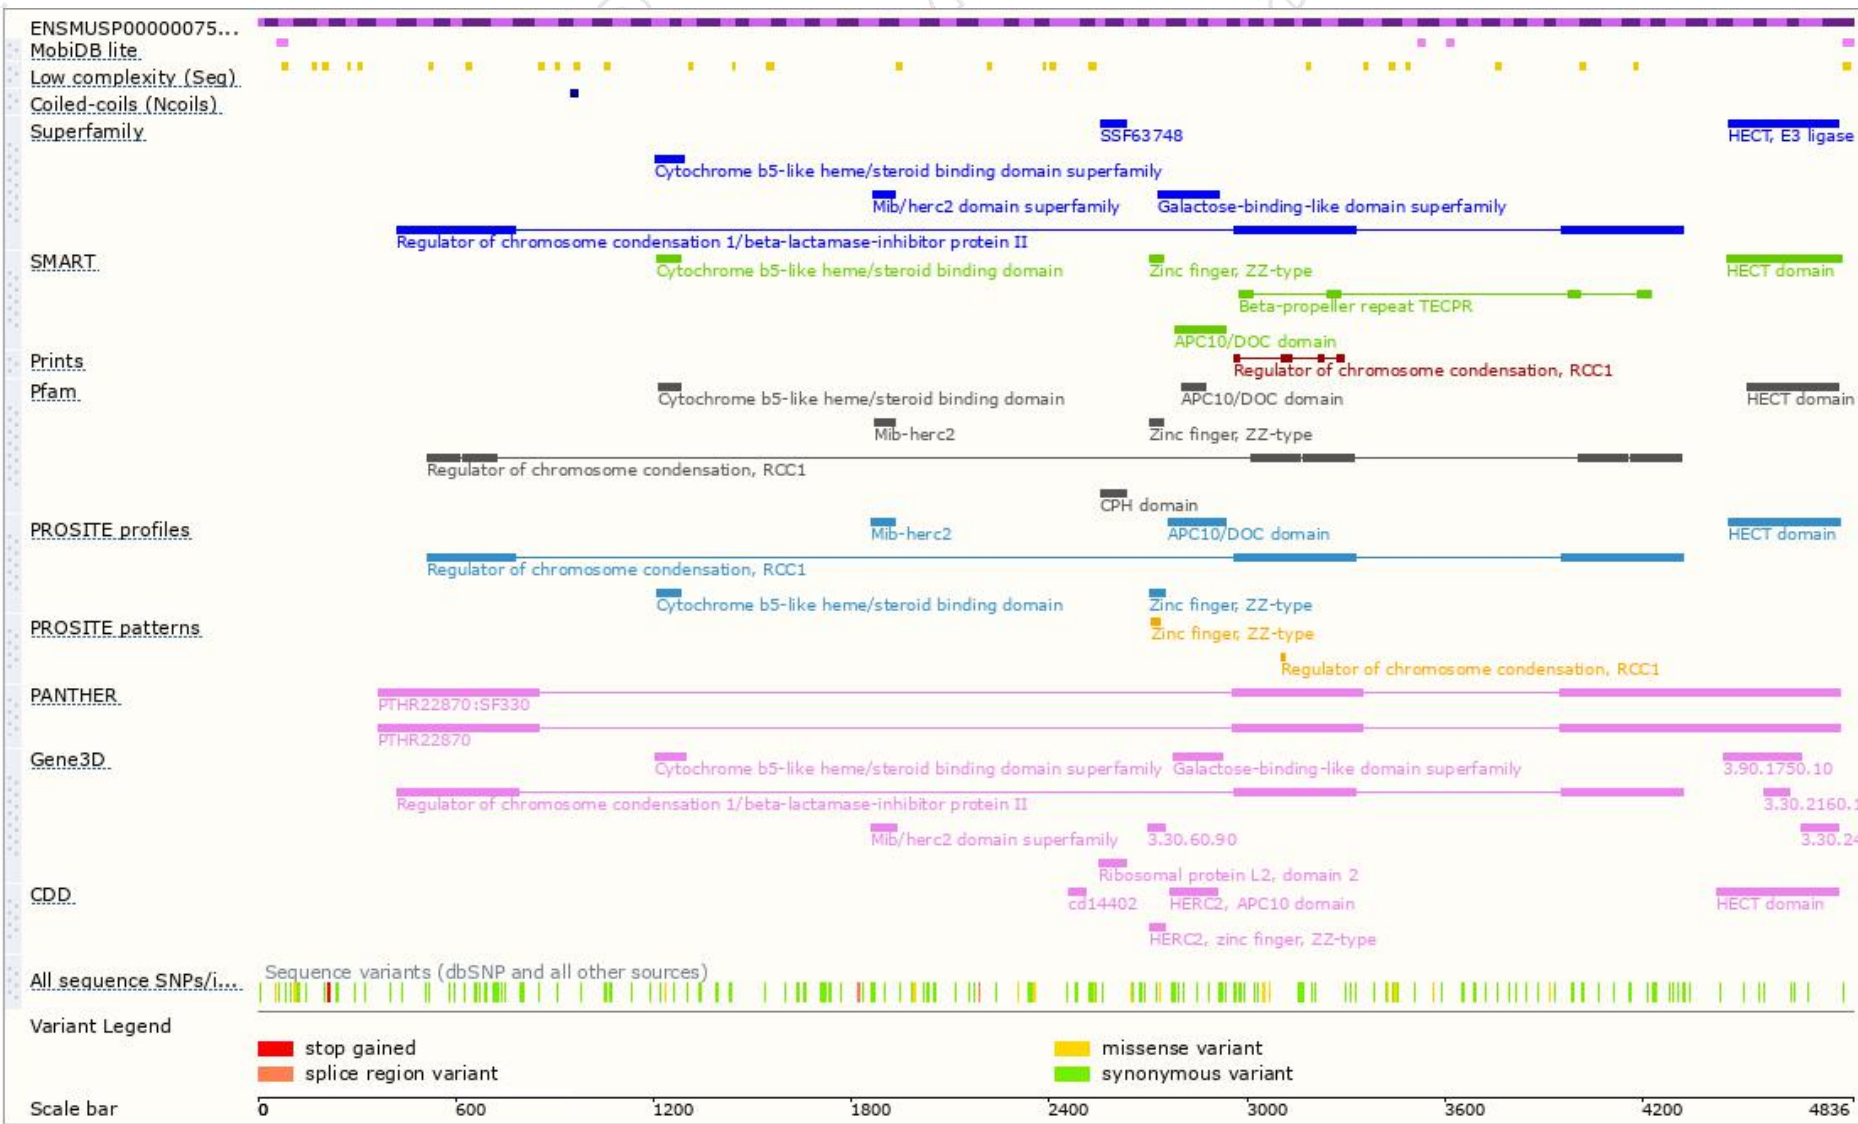 ENSMUSP00000075...
MobiDB lite
Low complexity (Seg)
Coiled-coils (Ncoils)
Superfamily
SSF63748
HECT, E3 ligase
Cytochrome b5-like heme/steroid binding domain superfamily
Mib/herc2 domain superfamily
Galactose-binding-like domain superfamily
Regulator of chromosome condensation 1/beta-lactamase-inhibitor protein II
SMART
Cytochrome b5-like heme/steroid binding domain
Zinc finger, ZZ-type
HECT domain
Beta-propeller repeat TECPR
APC10/DOC domain
Prints
Regulator of chromosome condensation, RCC1
Pfam
Cytochrome b5-like heme/steroid binding domain
APC10/DOC domain
HECT domain
Mib-herc2
Zinc finger, ZZ-type
Regulator of chromosome condensation, RCC1
CPH domain
PROSITE profiles
Mib-herc2
APC10/DOC domain
HECT domain
Regulator of chromosome condensation, RCC1
Cytochrome b5-like heme/steroid binding domain
Zinc finger, ZZ-type
PROSITE patterns
Zinc finger, ZZ-type
Regulator of chromosome condensation, RCC1
PANTHER
PTHR22870:SF330
PTHR22870
Gene3D
Cytochrome b5-like heme/steroid binding domain superfamily
Galactose-binding-like domain superfamily
3.90.1750.10
Regulator of chromosome condensation 1/beta-lactamase-inhibitor protein II
3.30.2160.1
Mib/herc2 domain superfamily
3.30.60.90
3.30.24
Ribosomal protein L2, domain 2
CDD
cd14402
HERC2, APC10 domain
HECT domain
HERC2, zinc finger, ZZ-type
All sequence SNPs/i...
Sequence variants (dbSNP and all other sources)
Variant Legend
stop gained
missense variant
splice region variant
synonymous variant
Scale bar
0 600 1200 1800 2400 3000 3600 4200 4836